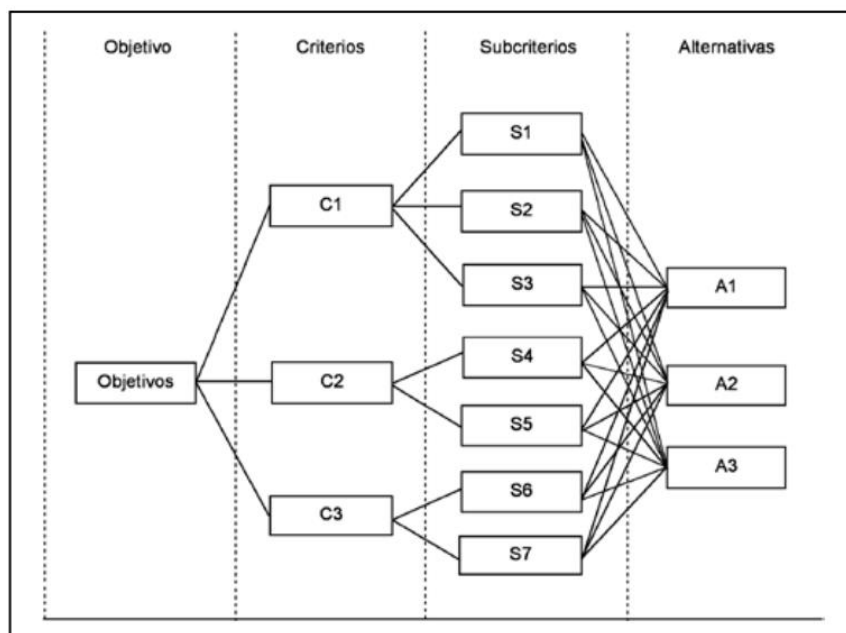 Objetivo Criterios Subcriterios Alternativas
S1
C1
S2
S3
A1
S4
Objetivos
C2
A2
S5
A3
S6
C3
S7